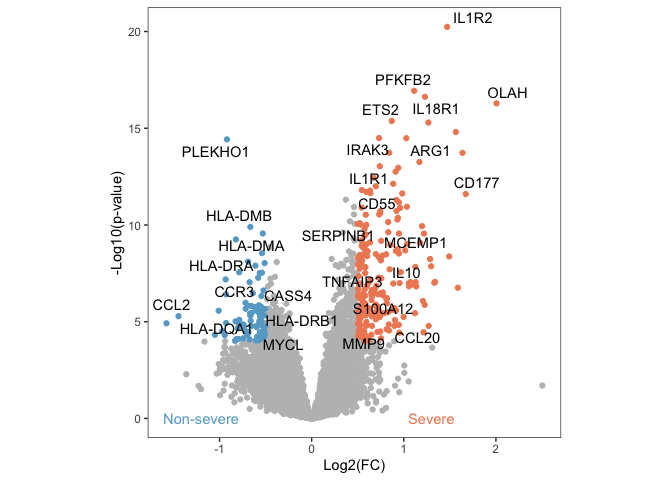 20
15
10
5
0
-Log10(p-value)
IL1R2
PFKFB2
OLAH
ETS2
IL18R1
PLEKHO1
IRAK3
ARG1
IL1R1
CD177
CD55
HLA-DMB
SERPINB1
HLA-DMA
MCEMP1
HLA-DRA
IL10
TNFAIP3
CCR3
CASS4
CCL2
S100A12
HLA-DQA1
HLA-DRB1
MYCL
MMP9
CCL20
Non-severe
Severe
-1
0
1
2
Log2(FC)